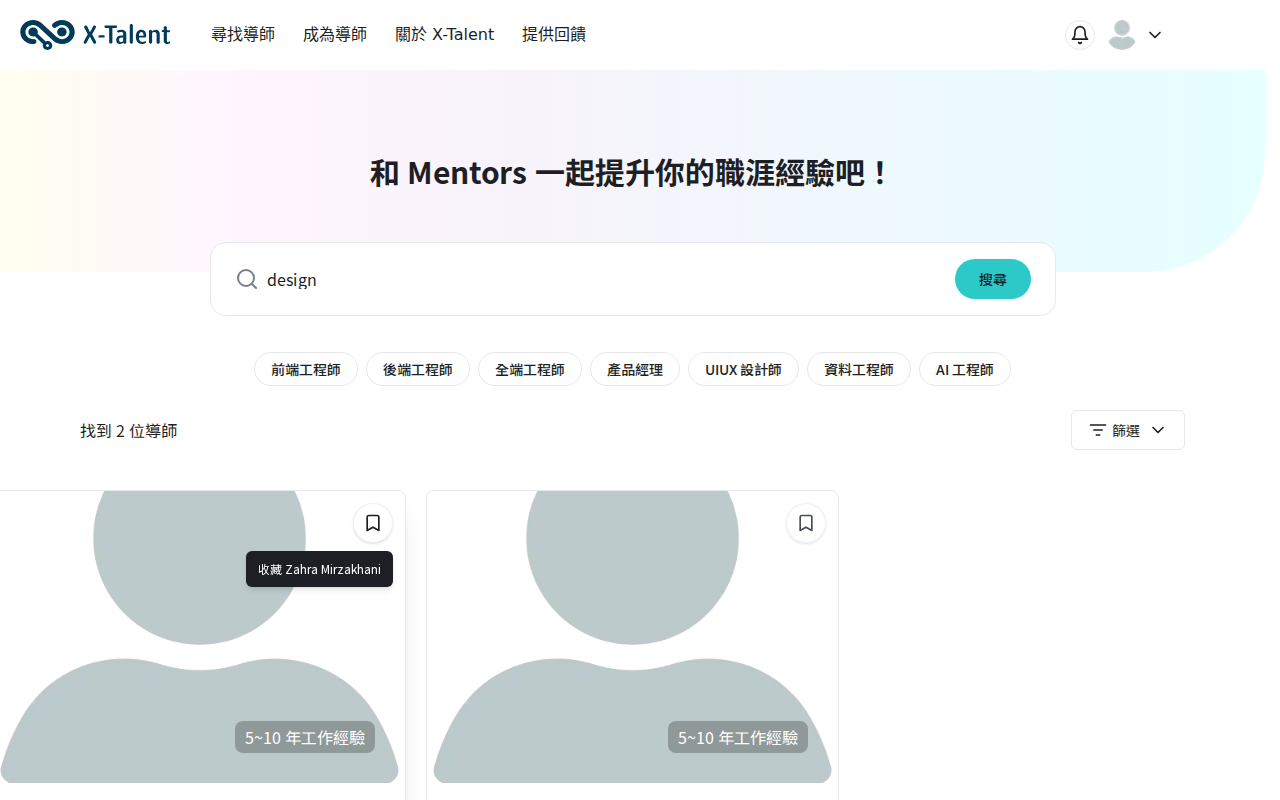 X-Talent
尋找導師
成為導師
關於 X-Talent
提供回饋
和 Mentors 一起提升你的職涯經驗吧！
design
搜尋
前端工程師
後端工程師
全端工程師
產品經理
UIUX 設計師
資料工程師
AI 工程師
找到 2 位導師
篩選
收藏 Zahra Mirzakhani
5~10 年工作經驗
5~10 年工作經驗